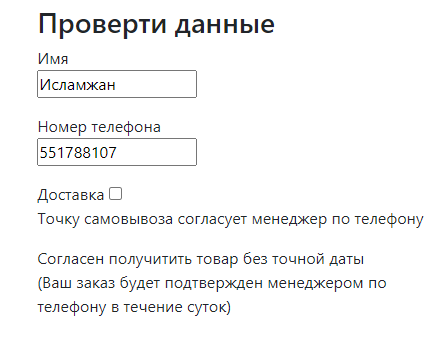 Проверти данные
Имя
Исламжан
Номер телефона
551788107
Доставка
Точку самовывоза согласует менеджер по телефону
Согласен получитить товар без точной даты
(Ваш заказ будет подтвержден менеджером по
телефону в течение суток)